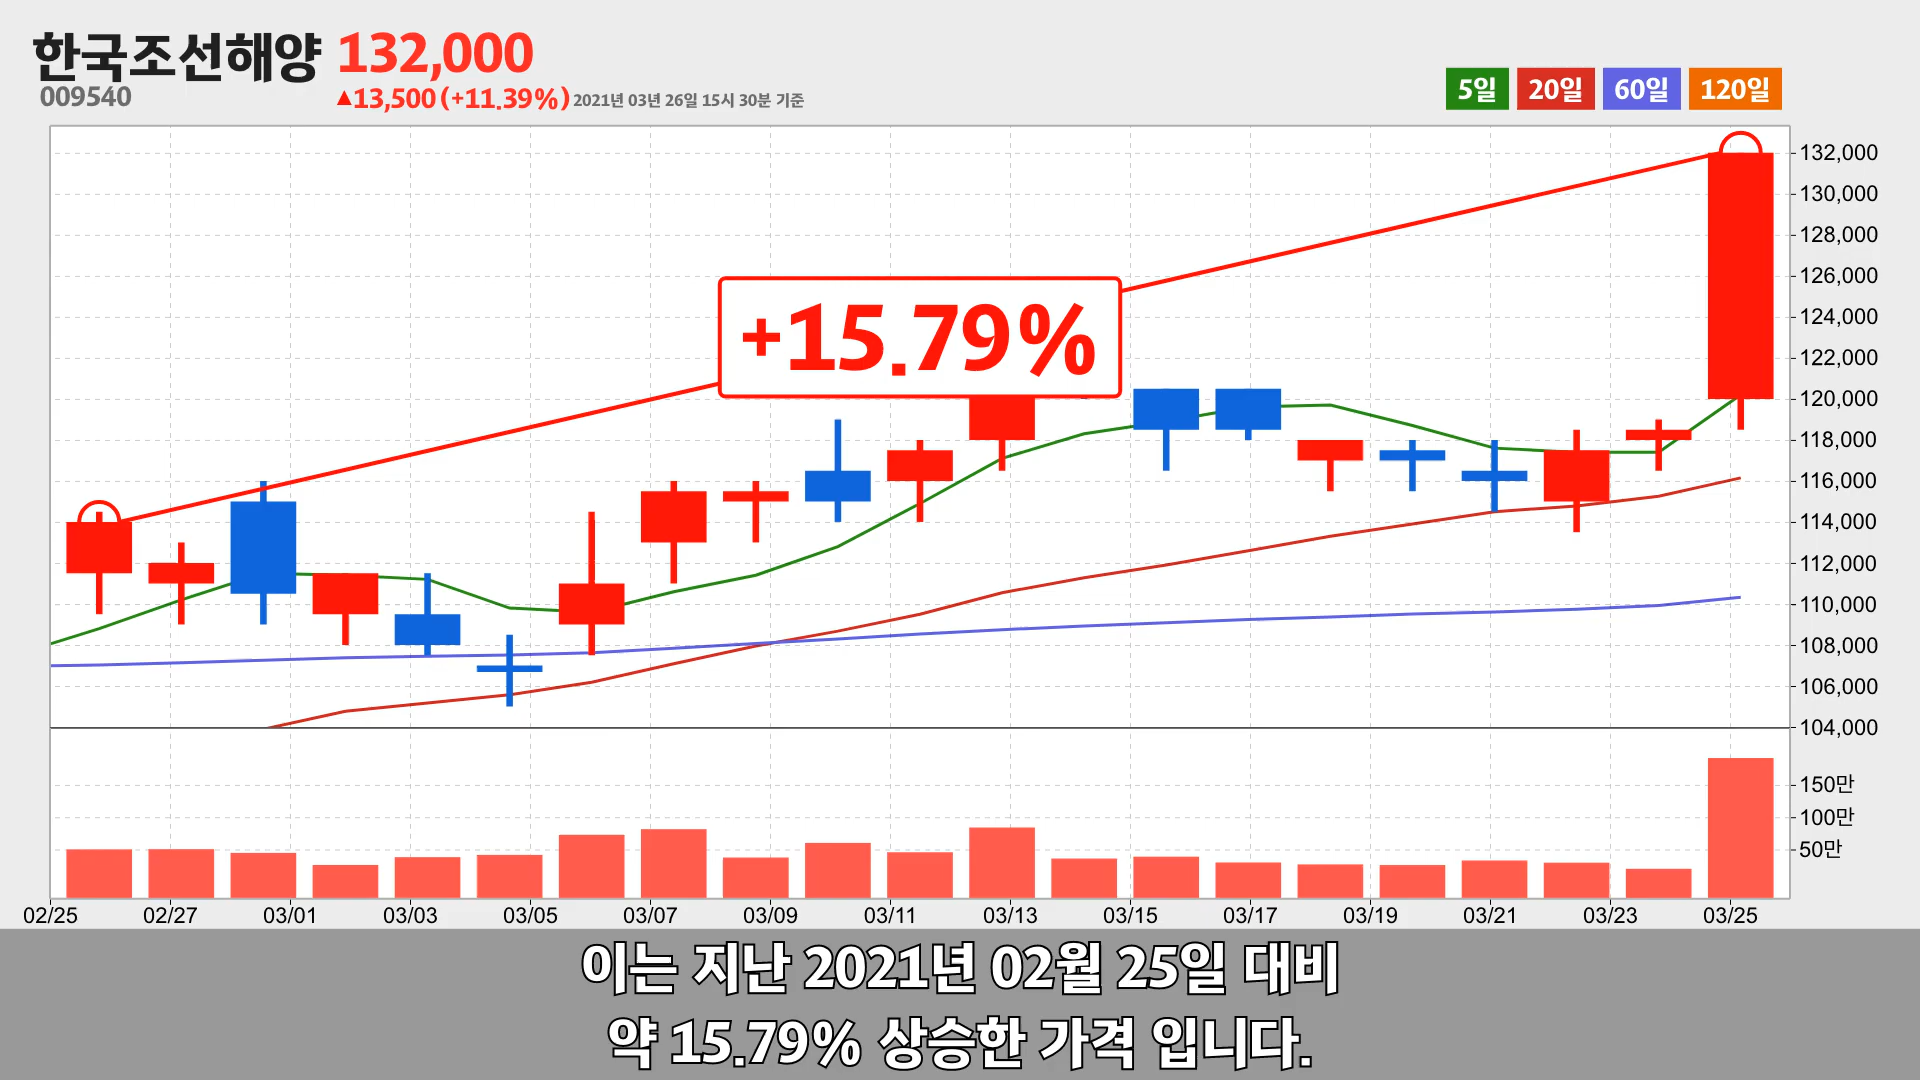 한국조선해양 132,000
009540 ▲13,500 (+11.39%) 2021년 03년 26일 15시 30분 기준
5일 20일 60일 120일
+15.79%
132,000
130,000
128,000
126,000
124,000
122,000
120,000
118,000
116,000
114,000
112,000
110,000
108,000
106,000
104,000
150만
100만
50만
02/25 02/27 03/01 03/03 03/05 03/07 03/09 03/11 03/13 03/15 03/17 03/19 03/21 03/23 03/25
이는 지난 2021년 02월 25일 대비
약 15.79% 상승한 가격 입니다.